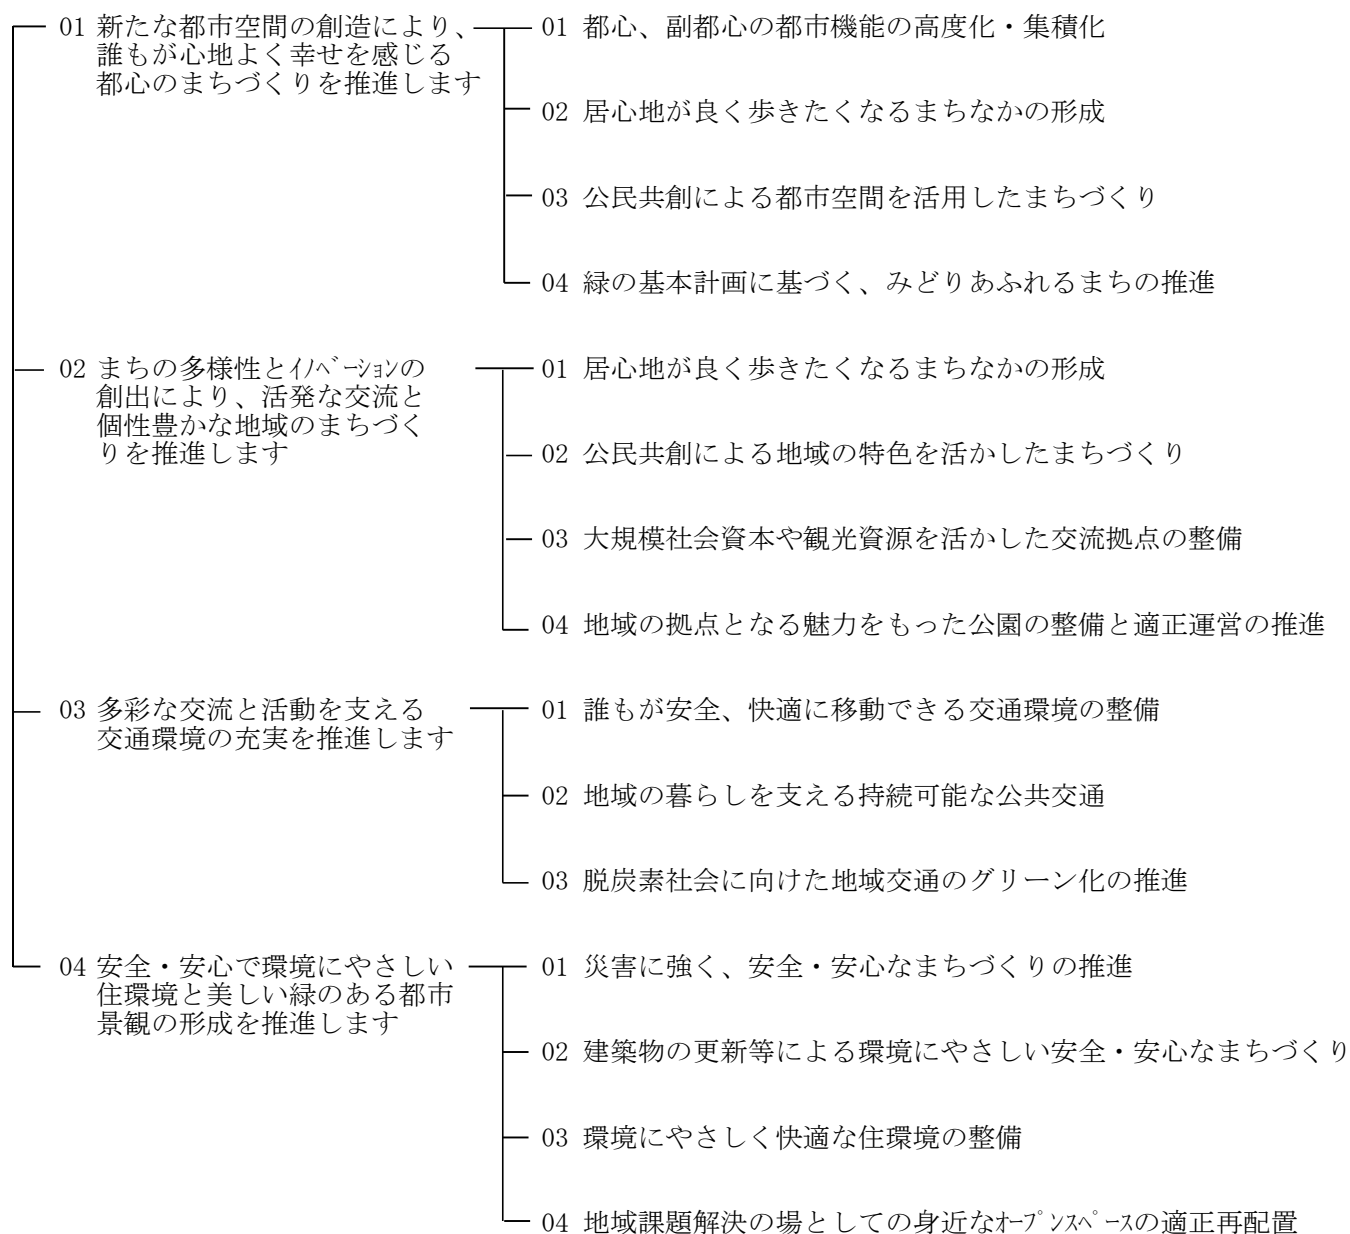 01 新たな都市空間の創造により、
誰もが心地よく幸せを感じる
都心のまちづくりを推進します
01 都心、副都心の都市機能の高度化・集積化
02 居心地が良く歩きたくなるまちなかの形成
03 公民共創による都市空間を活用したまちづくり
04 緑の基本計画に基づく、みどりあふれるまちの推進
02 まちの多様性とｲﾉﾍﾞｰｼｮﾝの
創出により、活発な交流と
個性豊かな地域のまちづく
りを推進します
01 居心地が良く歩きたくなるまちなかの形成
02 公民共創による地域の特色を活かしたまちづくり
03 大規模社会資本や観光資源を活かした交流拠点の整備
04 地域の拠点となる魅力をもった公園の整備と適正運営の推進
03 多彩な交流と活動を支える
交通環境の充実を推進します
01 誰もが安全、快適に移動できる交通環境の整備
02 地域の暮らしを支える持続可能な公共交通
03 脱炭素社会に向けた地域交通のグリーン化の推進
04 安全・安心で環境にやさしい
住環境と美しい緑のある都市
景観の形成を推進します
01 災害に強く、安全・安心なまちづくりの推進
02 建築物の更新等による環境にやさしい安全・安心なまちづくり
03 環境にやさしく快適な住環境の整備
04 地域課題解決の場としての身近なｵｰﾌﾟﾝｽﾍﾟｰｽの適正再配置